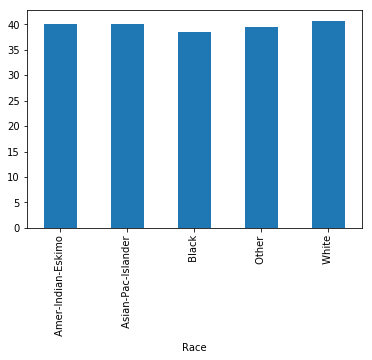 40
35
30
25
20
15
10
5
0
Amer-Indian-Eskimo
Asian-Pac-Islander
Black
Other
White
Race